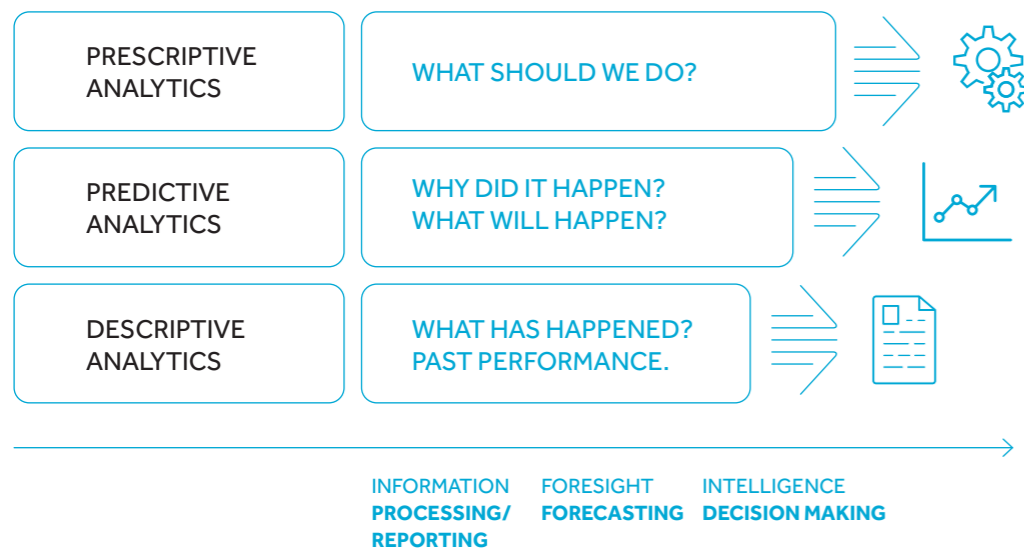 PRESCRIPTIVE
ANALYTICS
WHAT SHOULD WE DO?
PREDICTIVE
ANALYTICS
WHY DID IT HAPPEN?
WHAT WILL HAPPEN?
DESCRIPTIVE
ANALYTICS
WHAT HAS HAPPENED?
PAST PERFORMANCE.
INFORMATION
PROCESSING/
REPORTING
FORESIGHT
FORECASTING
INTELLIGENCE
DECISION MAKING